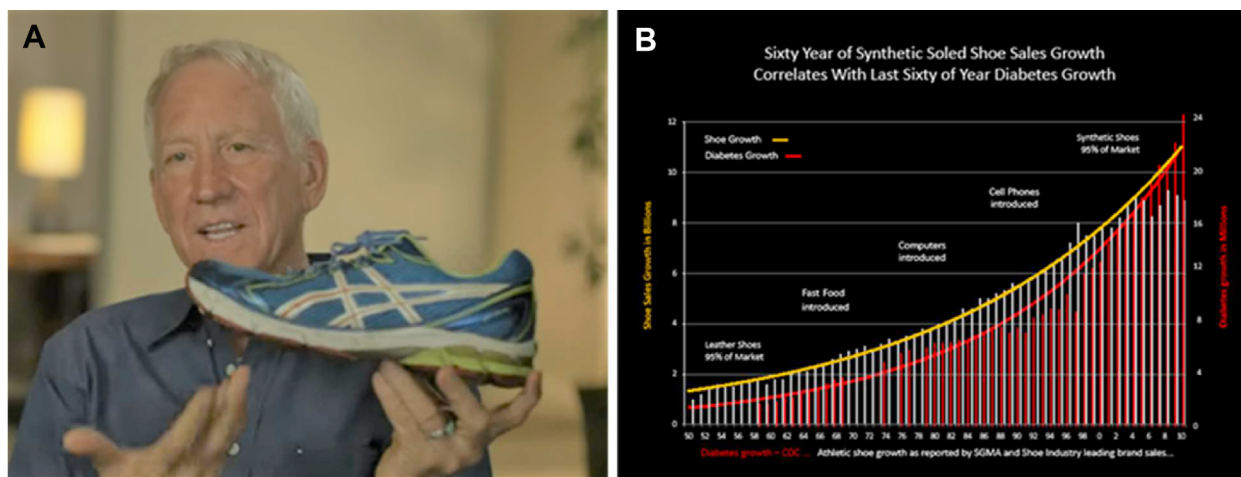 A
B
Sixty Year of Synthetic Soled Shoe Sales Growth
Correlates With Last Sixty of Year Diabetes Growth
12
10
8
6
4
2
0
24
20
16
12
8
4
0
Shoe Sales Growth in Billions
Diabetes growth in Millions
Shoe Growth
Diabetes Growth
Synthetic Shoes
95% of Market
Cell Phones
introduced
Computers
introduced
Fast Food
introduced
Leather Shoes
95% of Market
50 52 54 56 58 60 62 64 66 68 70 72 74 76 78 80 82 84 86 88 90 92 94 96 98 0 2 4 6 8 10
Diabetes growth – CDC ... Athletic shoe growth as reported by SGMA and Shoe Industry leading brand sales...